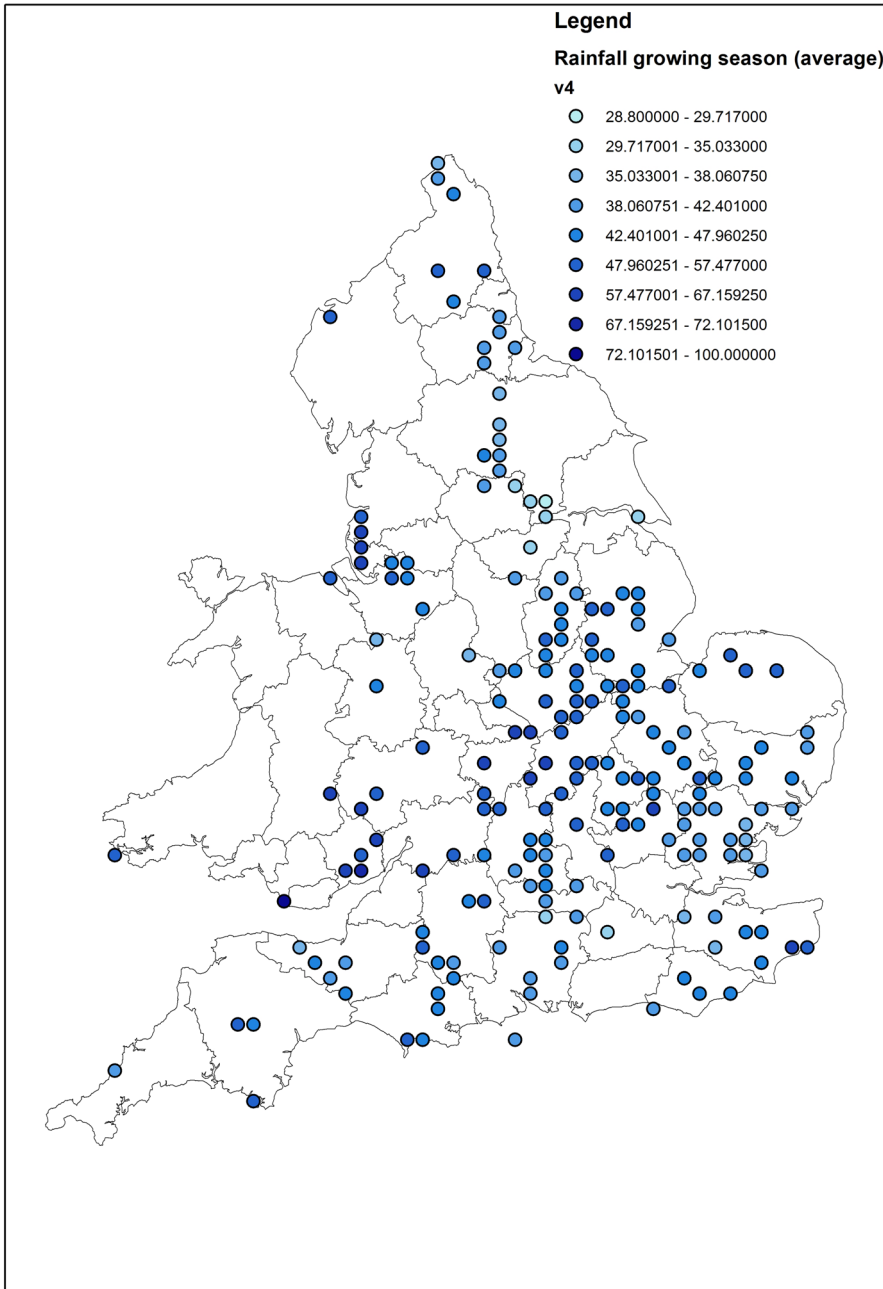 Legend
Rainfall growing season (average)
v4
28.800000 - 29.717000
29.717001 - 35.033000
35.033001 - 38.060750
38.060751 - 42.401000
42.401001 - 47.960250
47.960251 - 57.477000
57.477001 - 67.159250
67.159251 - 72.101500
72.101501 - 100.000000